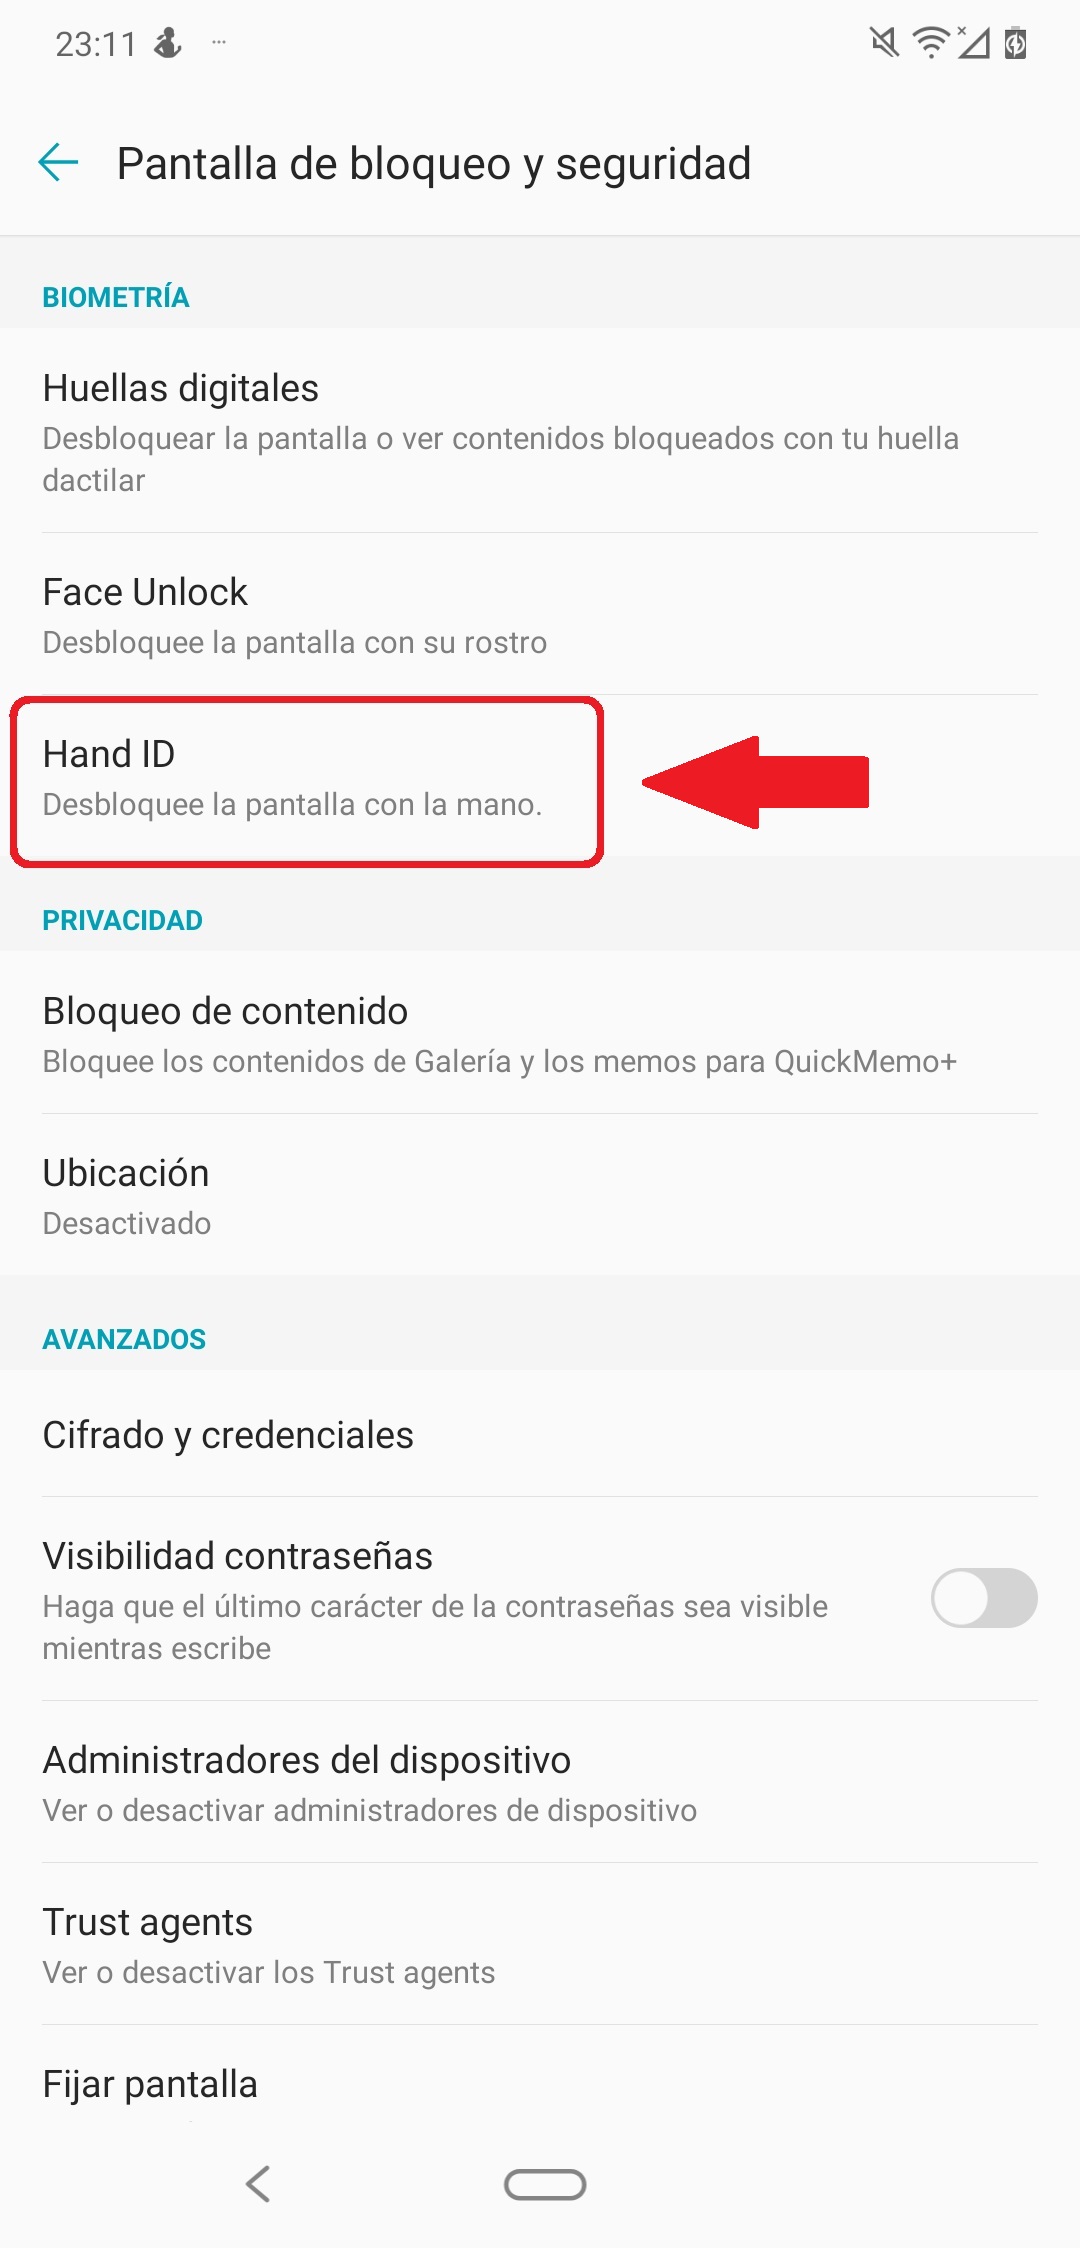 23:11
Pantalla de bloqueo y seguridad
BIOMETRÍA
Huellas digitales
Desbloquear la pantalla o ver contenidos bloqueados con tu huella
dactilar
Face Unlock
Desbloquee la pantalla con su rostro
Hand ID
Desbloquee la pantalla con la mano.
PRIVACIDAD
Bloqueo de contenido
Bloquee los contenidos de Galería y los memos para QuickMemo+
Ubicación
Desactivado
AVANZADOS
Cifrado y credenciales
Visibilidad contraseñas
Haga que el último carácter de la contraseñas sea visible
mientras escribe
Administradores del dispositivo
Ver o desactivar administradores de dispositivo
Trust agents
Ver o desactivar los Trust agents
Fijar pantalla